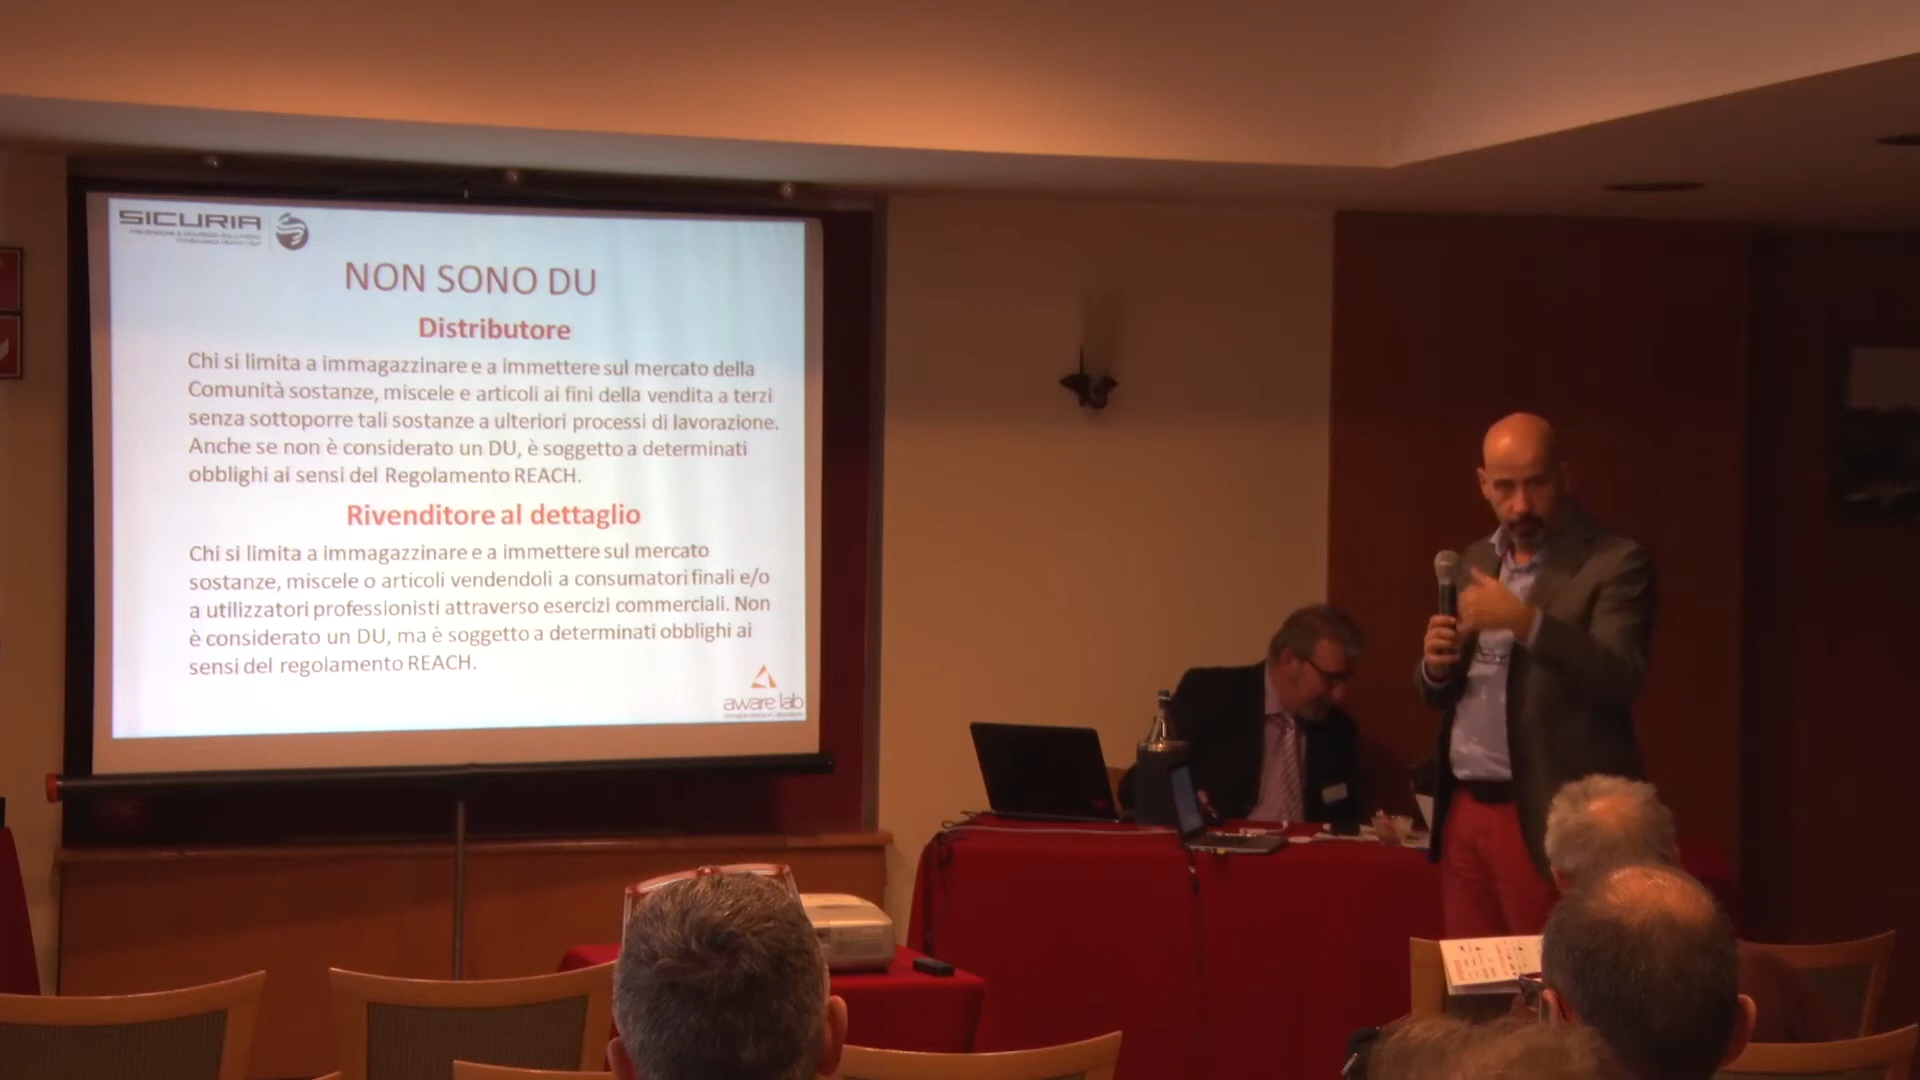 SICURIA
NON SONO DU
Distributore
Chi si limita a immagazzinare e a immettere sul mercato della
Comunità sostanze, miscele e articoli ai fini della vendita a terzi
senza sottoporre tali sostanze a ulteriori processi di lavorazione.
Anche se non è considerato un DU, è soggetto a determinati
obblighi ai sensi del Regolamento REACH.
Rivenditore al dettaglio
Chi si limita a immagazzinare e a immettere sul mercato
sostanze, miscele o articoli vendendoli a consumatori finali e/o
a utilizzatori professionisti attraverso esercizi commerciali. Non
è considerato un DU, ma è soggetto a determinati obblighi ai
sensi del regolamento REACH.
aware lab